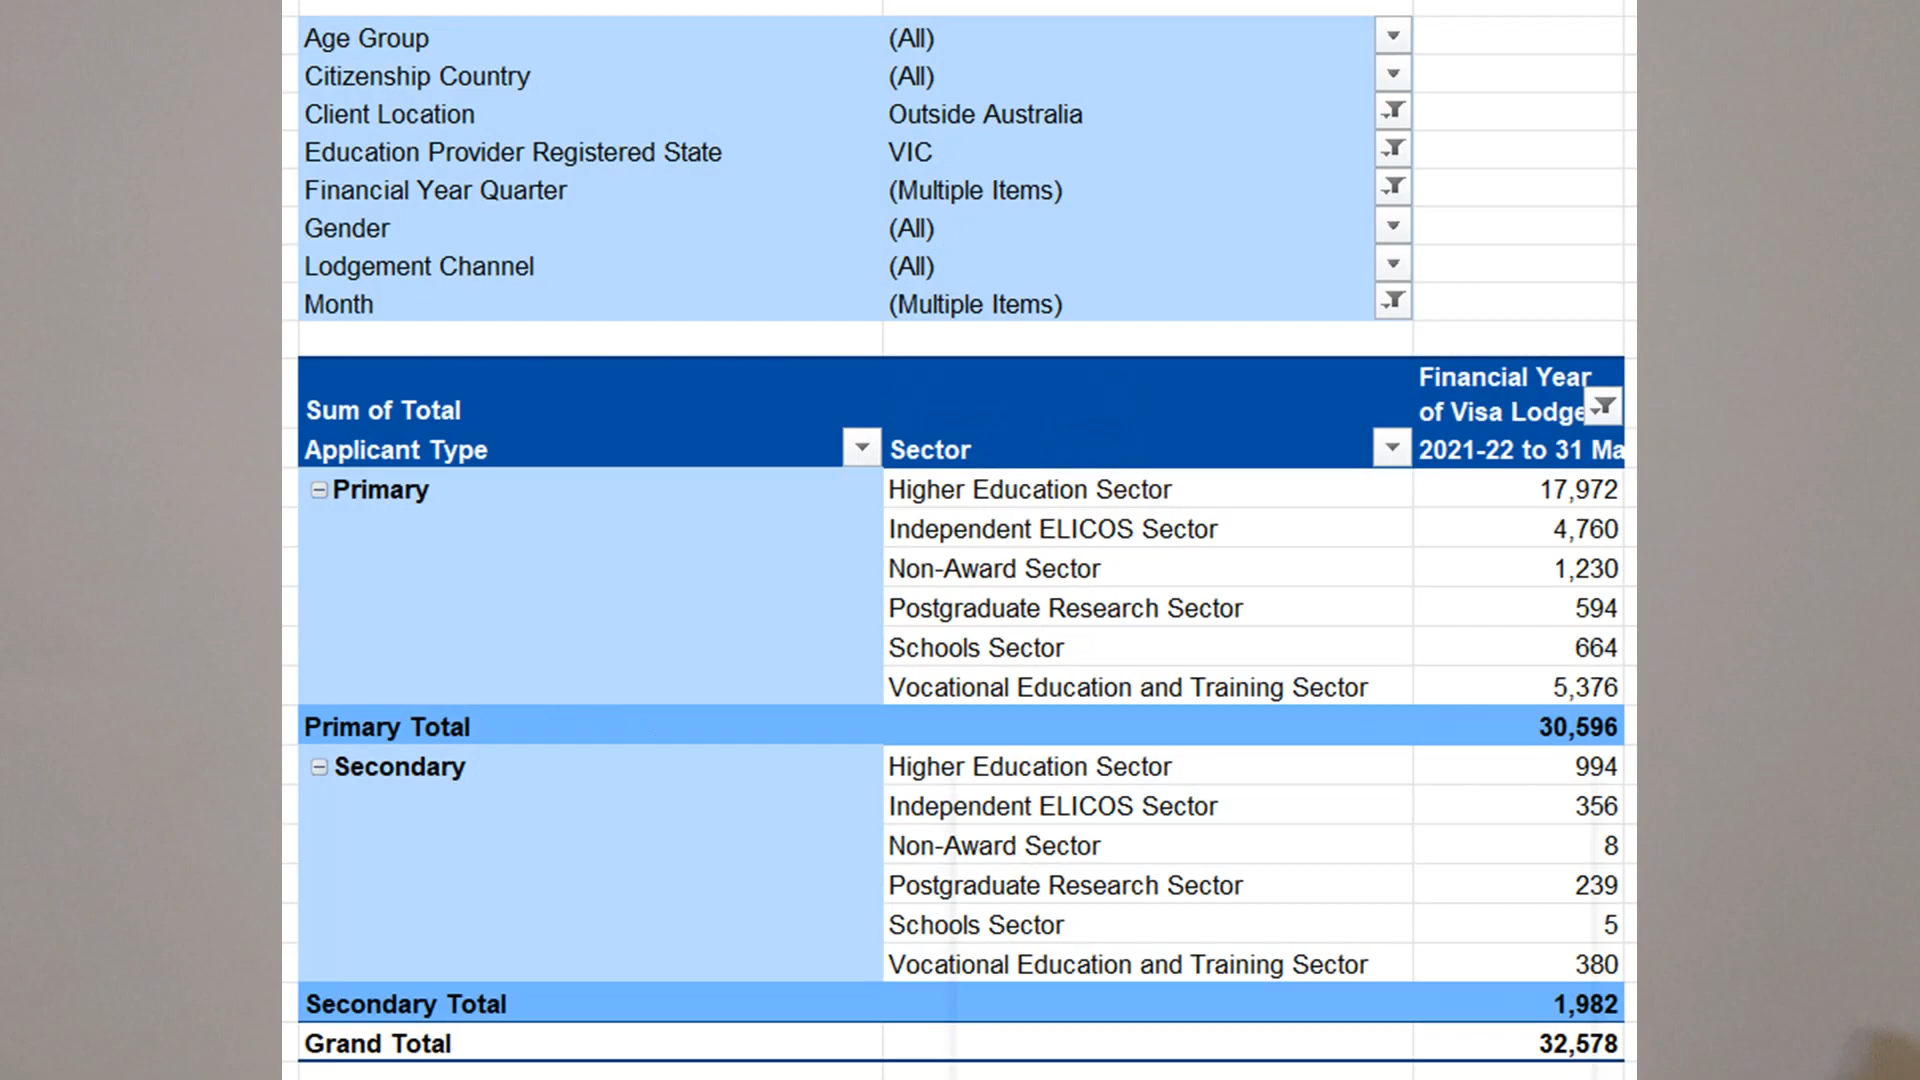 Age Group (All)
Citizenship Country (All)
Client Location Outside Australia
Education Provider Registered State VIC
Financial Year Quarter (Multiple Items)
Gender (All)
Lodgement Channel (All)
Month (Multiple Items)
Financial Year
Sum of Total of Visa Lodge
Applicant Type Sector 2021-22 to 31 Ma
Primary Higher Education Sector 17,972
Independent ELICOS Sector 4,760
Non-Award Sector 1,230
Postgraduate Research Sector 594
Schools Sector 664
Vocational Education and Training Sector 5,376
Primary Total 30,596
Secondary Higher Education Sector 994
Independent ELICOS Sector 356
Non-Award Sector 8
Postgraduate Research Sector 239
Schools Sector 5
Vocational Education and Training Sector 380
Secondary Total 1,982
Grand Total 32,578